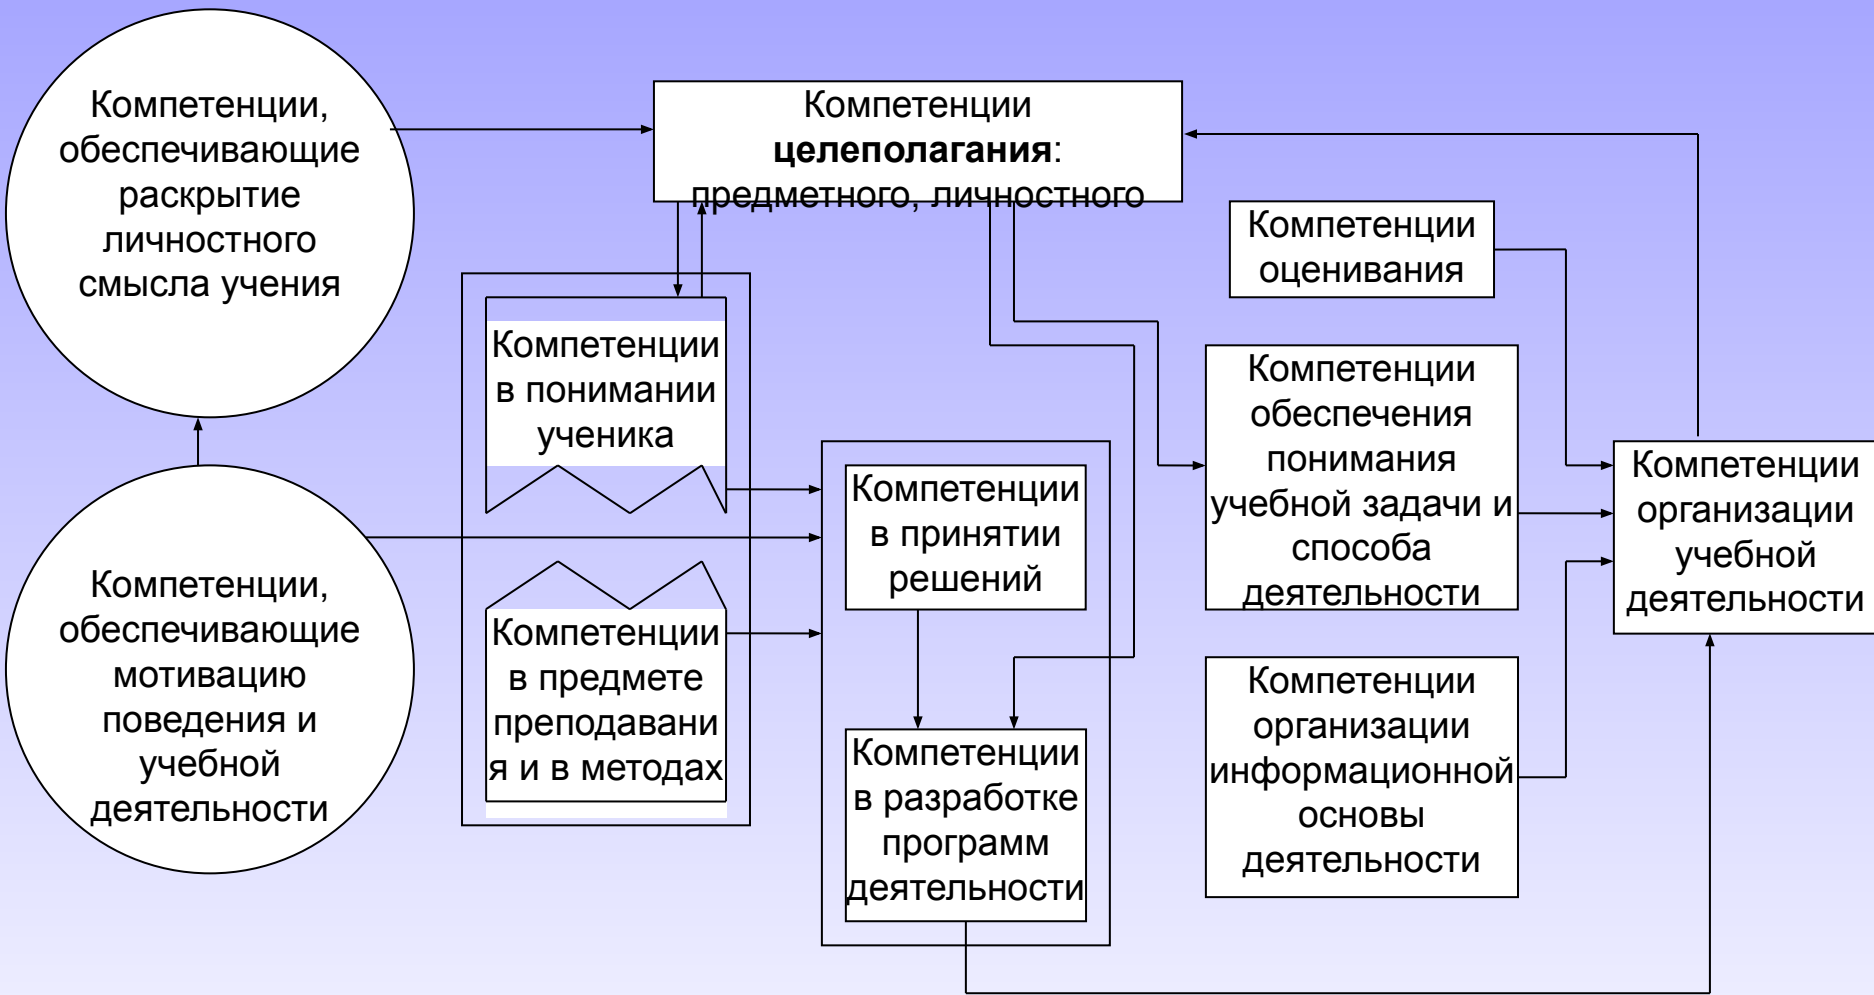 Компетенции,
обеспечивающие
раскрытие
личностного
смысла учения
Компетенции
целеполагания:
предметного, личностного
Компетенции
оценивания
Компетенции
в понимании
ученика
Компетенции
обеспечения
понимания
учебной задачи и
способа
деятельности
Компетенции
организации
учебной
деятельности
Компетенции
в принятии
решений
Компетенции,
обеспечивающие
мотивацию
поведения и
учебной
деятельности
Компетенции
в предмете
преподавани
я и в методах
Компетенции
в разработке
программ
деятельности
Компетенции
организации
информационной
основы
деятельности